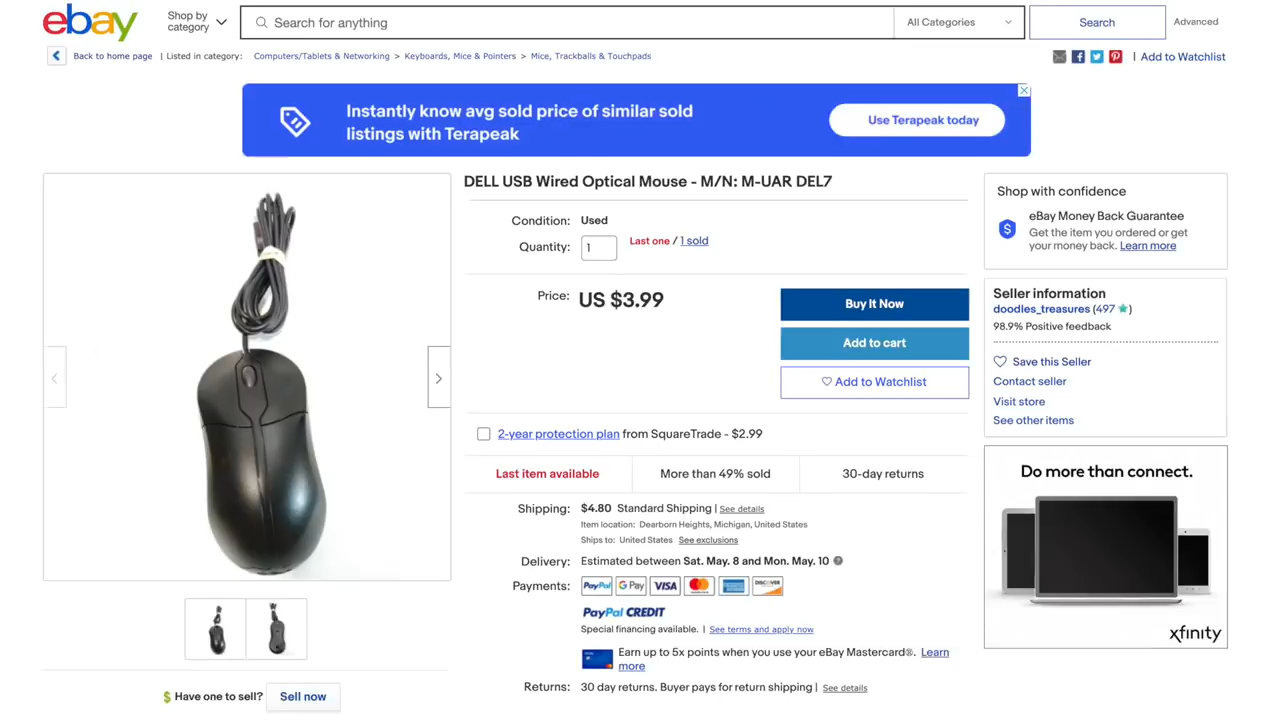 ebay
Shop by
category
Search for anything
All Categories
Search
Advanced
Back to home page | Listed in category: Computers/Tablets & Networking > Keyboards, Mice & Pointers > Mice, Trackballs & Touchpads
| Add to Watchlist
Instantly know avg sold price of similar sold
listings with Terapeak
Use Terapeak today
DELL USB Wired Optical Mouse - M/N: M-UAR DEL7
Condition: Used
Quantity: 1 Last one / 1 sold
Price: US $3.99
Buy It Now
Add to cart
Add to Watchlist
2-year protection plan from SquareTrade - $2.99
Last item available
More than 49% sold
30-day returns
Shipping: $4.80 Standard Shipping | See details
Item location: Dearborn Heights, Michigan, United States
Ships to: United States See exclusions
Delivery: Estimated between Sat. May. 8 and Mon. May. 10
Payments: PayPal G Pay VISA DISCOVER
PayPal CREDIT
Special financing available. | See terms and apply now
Earn up to 5x points when you use your eBay Mastercard®. Learn
more
Returns: 30 day returns. Buyer pays for return shipping | See details
Have one to sell? Sell now
Shop with confidence
eBay Money Back Guarantee
Get the item you ordered or get
your money back. Learn more
Seller information
doodles_treasures (497)
98.9% Positive feedback
Save this Seller
Contact seller
Visit store
See other items
Do more than connect.
xfinity